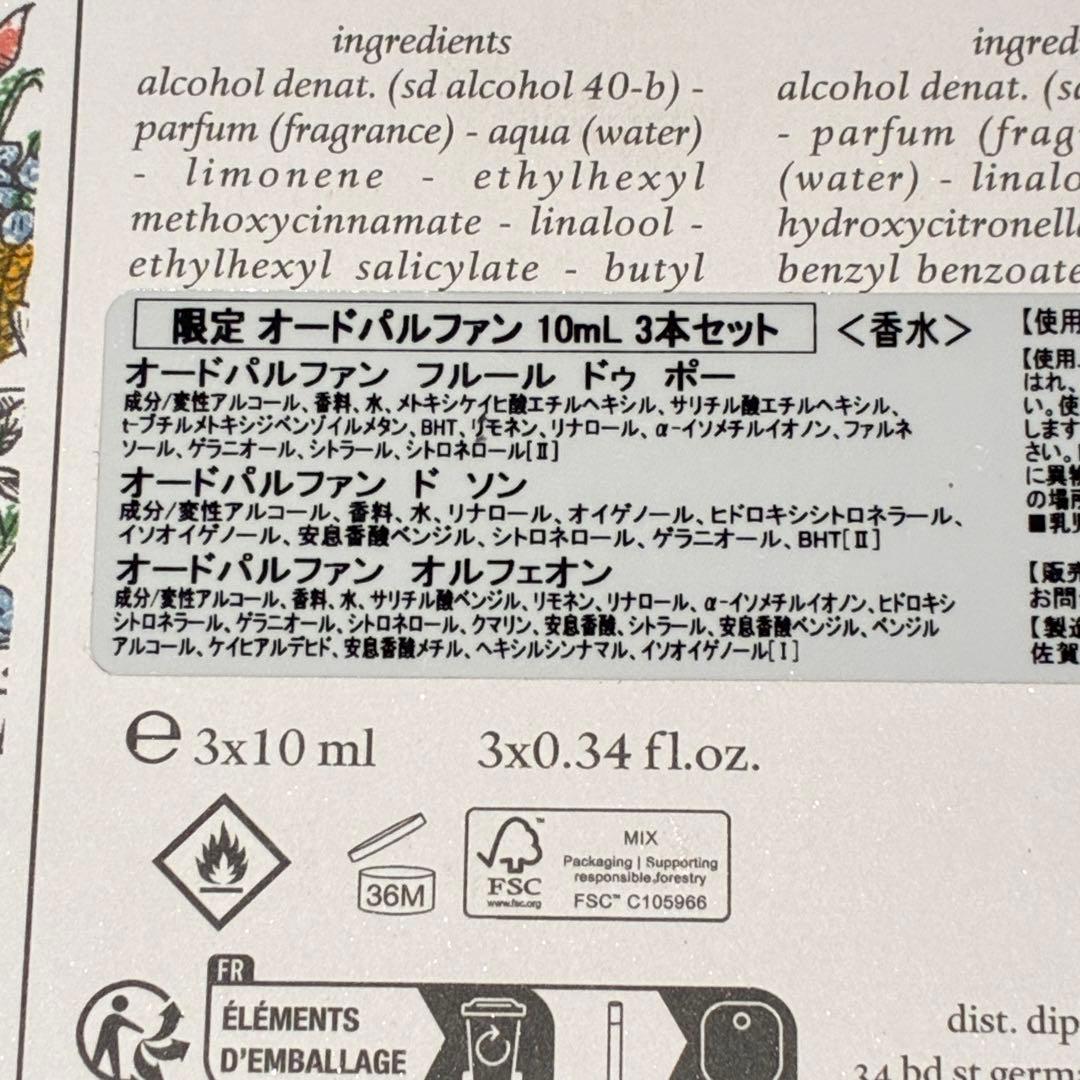 ingredients
alcohol denat. (sd alcohol 40-b) -
parfum (fragrance) - aqua (water)
- limonene - ethylhexyl
methoxycinnamate - linalool -
ethylhexyl salicylate - butyl
alcohol denat.
- parfum
(water) -
benzyl benzoate
限定 オードパルファン 10mL 3本セット <香水>
オードパルファン フルール ドゥ ポー
成分/変性アルコール、香料、水、メトキシケイヒ酸エチルヘキシル、サリチル酸エチルヘキシル、
t-ブチルメトキシジベンゾイルメタン、BHT、リモネン、リナロール、α-イソメチルイオノン、ファルネ
ソール、ゲラニオール、シトラール、シトロネロール[Ⅱ]
オードパルファン ド ソン
成分/変性アルコール、香料、水、リナロール、オイゲノール、ヒドロキシシトロネラール、
イソオイゲノール、安息香酸ベンジル、シトロネロール、ゲラニオール、BHT[Ⅱ]
オードパルファン オルフェオン
成分/変性アルコール、香料、水、サリチル酸ベンジル、リモネン、リナロール、α-イソメチルイオノン、ヒドロキシ
シトロネラール、ゲラニオール、シトロネロール、クマリン、安息香酸、シトラール、安息香酸ベンジル、ベンジル
アルコール、ケイヒアルデヒド、安息香酸メチル、ヘキシルシンナマル、イソオイゲノール[Ⅰ]
【使用
【使用
はれ、
い。使
します
さい。
に異物
の場所
■乳児
【販売
お問
【製造
佐賀
e 3x10 ml 3x0.34 fl.oz.
36M
FSC
www.fsc.org
MIX
Packaging | Supporting
responsible forestry
FSC™ C105966
FR
ÉLÉMENTS
D'EMBALLAGE
dist. dip
34 bd st germ